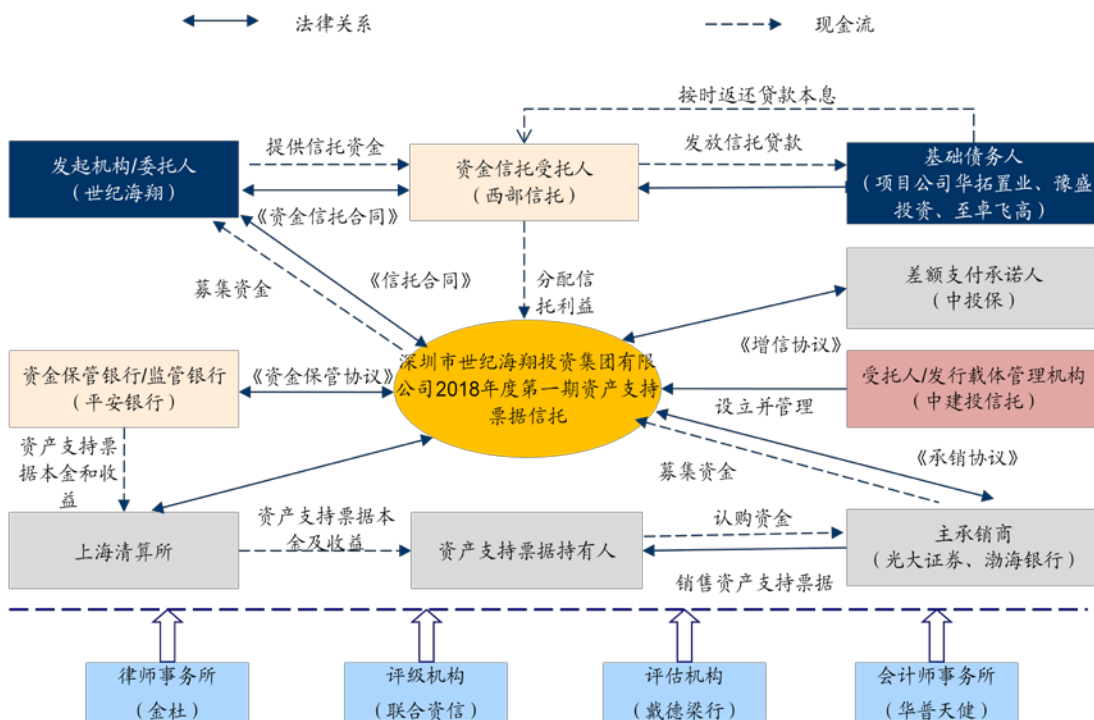 法律关系
现金流
按时返还贷款本息
提供信托资金
发放信托贷款
发起机构/委托人
（世纪海翔）
资金信托受托人
（西部信托）
基础债务人
（项目公司华拓置业、豫盛
投资、至卓飞高）
《资金信托合同》
募集资金
《信托合同》
分配信
托利益
差额支付承诺人
（中投保）
《增信协议》
资金保管银行/监管银行
（平安银行）
《资金保管协议》
深圳市世纪海翔投资集团有限
公司2018年度第一期资产支持
票据信托
受托人/发行载体管理机构
（中建投信托）
设立并管理
资产支持票
据本金和收
益
募集资金
《承销协议》
上海清算所
资产支持票据本
金及收益
资产支持票据持有人
认购资金
主承销商
（光大证券、渤海银行）
销售资产支持票据
律师事务所
（金杜）
评级机构
（联合资信）
评估机构
（戴德梁行）
会计师事务所
（华普天健）